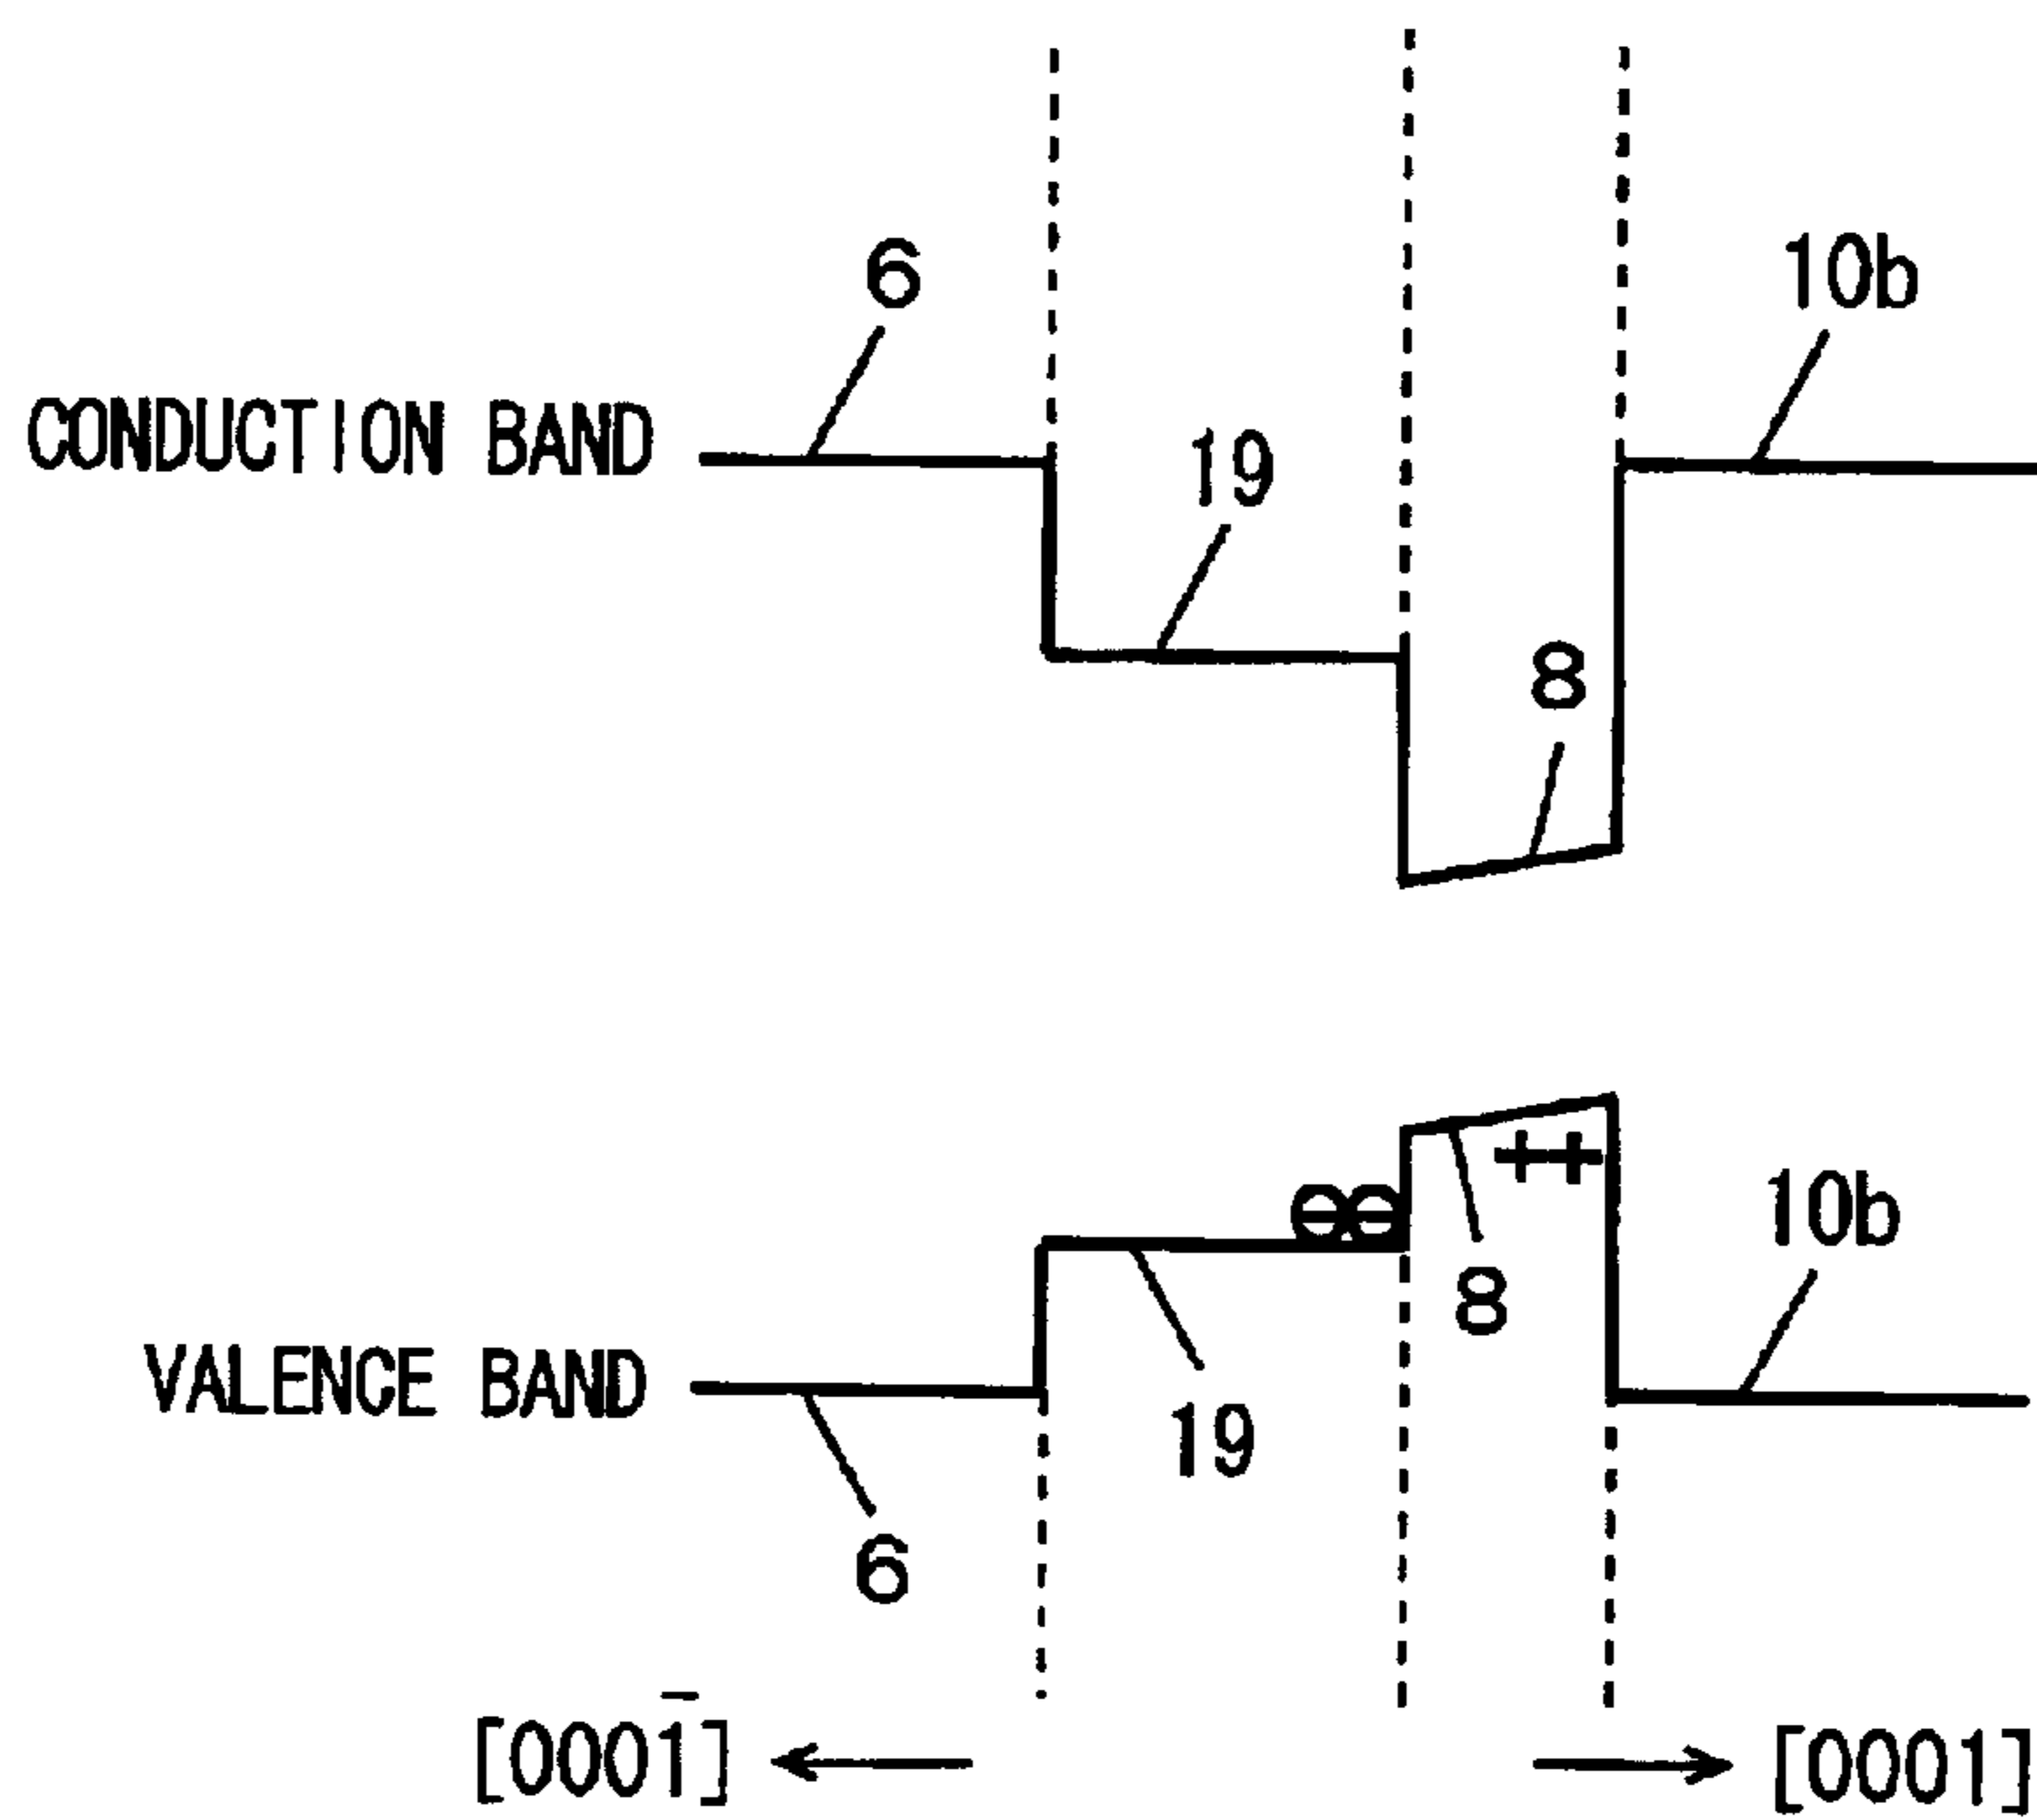 6
10b
CONDUCTION BAND
19
8
10b
8
VALENCE BAND
19
6
[0001̄]
[0001]